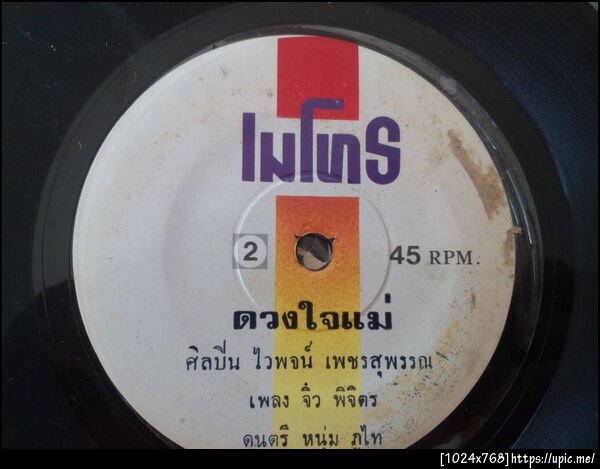 เมโทร
2
45 RPM.
ดวงใจแม่
ศิลปิน ไวพจน์ เพชรสุพรรณ
เพลง จิ๋ว พิจิตร
ดนตรี หนุ่ม ภูไท
[1024x768]https://upic.me/